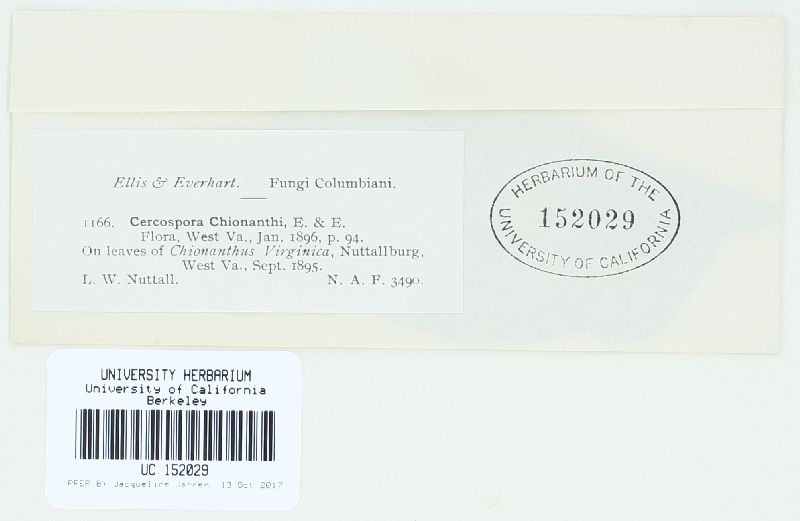 Ellis & Everhart. Fungi Columbiani.
1166. Cercospora Chionanthi, E. & E.
Flora, West Va., Jan. 1896, p. 94.
On leaves of Chionanthus Virginica, Nuttallburg,
West Va., Sept. 1895.
L. W. Nuttall. N. A. F. 3490.
HERBARIUM OF THE
152029
UNIVERSITY OF CALIFORNIA
UNIVERSITY HERBARIUM
University of California
Berkeley
UC 152029
PREP BY Jacqueline 13 Oct 2017